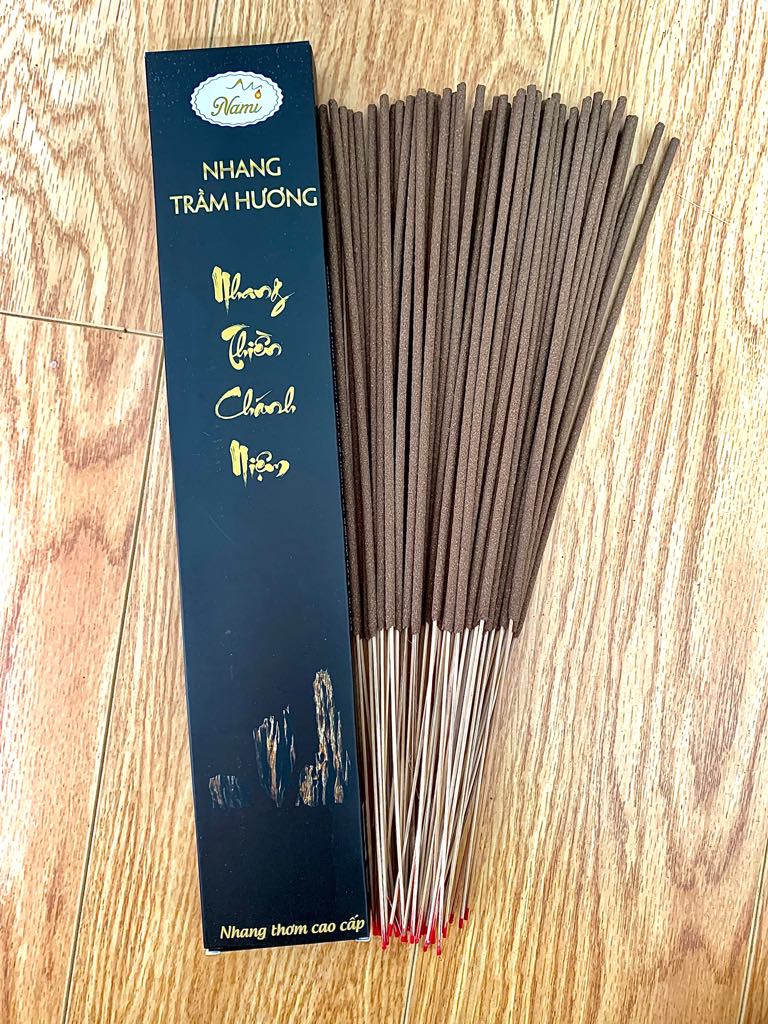 Nami
NHANG
TRẦM HƯƠNG
Nhang
Thiền
Chánh
Niệm
Nhang thơm cao cấp